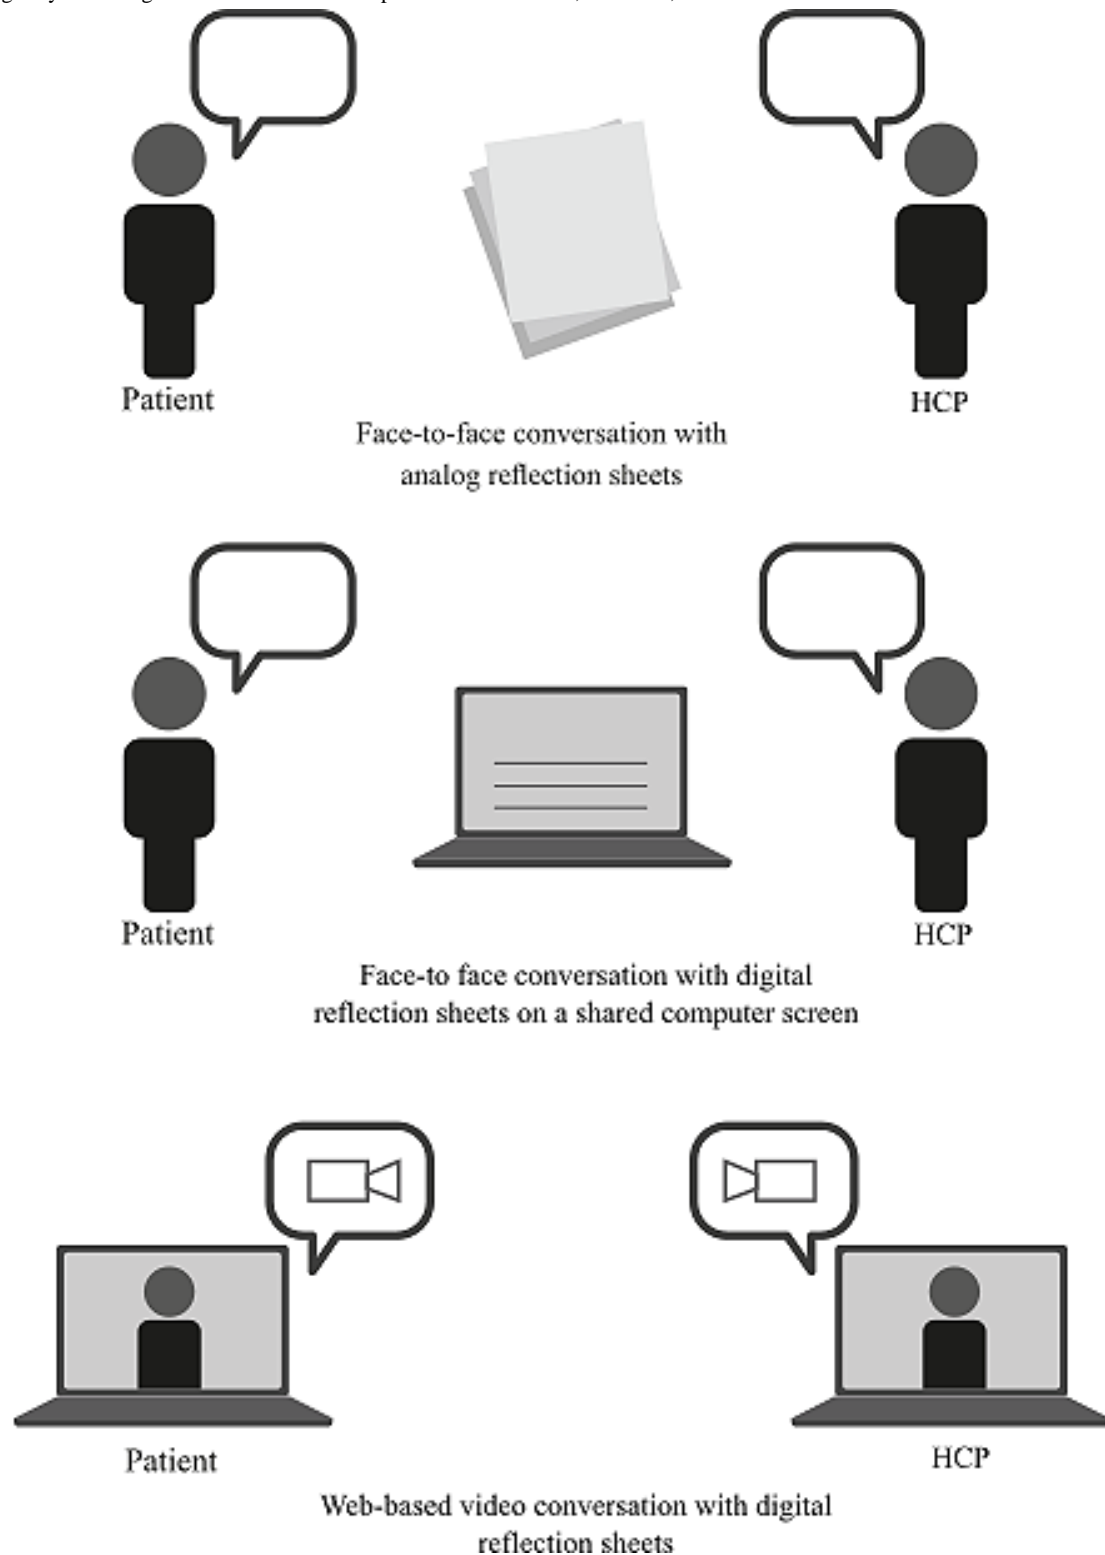 Patient
HCP
Face-to-face conversation with
analog reflection sheets
Patient
HCP
Face-to face conversation with digital
reflection sheets on a shared computer screen
Patient
HCP
Web-based video conversation with digital
reflection sheets